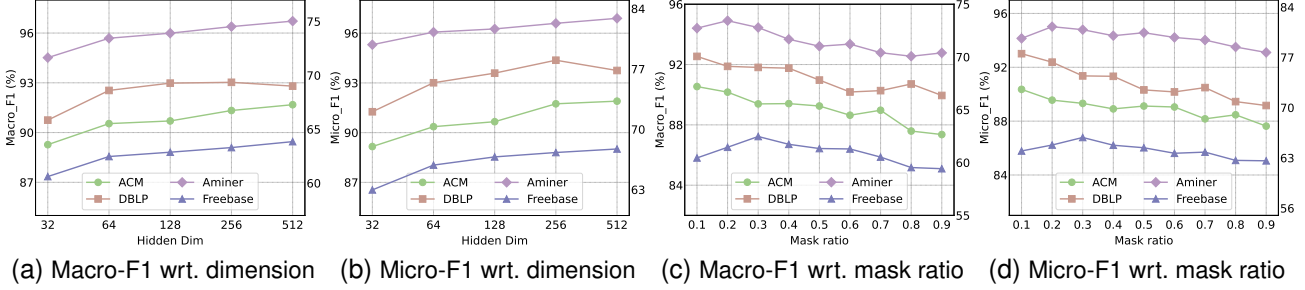 Macro_F1 (%)
96
93
90
87
75
70
65
60
ACM
DBLP
Aminer
Freebase
32 64 128 256 512
Hidden Dim
(a) Macro-F1 wrt. dimension
Micro_F1 (%)
96
93
90
87
84
77
70
63
ACM
DBLP
Aminer
Freebase
32 64 128 256 512
Hidden Dim
(b) Micro-F1 wrt. dimension
Macro_F1 (%)
96
92
88
84
75
70
65
60
55
ACM
DBLP
Aminer
Freebase
0.1 0.2 0.3 0.4 0.5 0.6 0.7 0.8 0.9
Mask ratio
(c) Macro-F1 wrt. mask ratio
Micro_F1 (%)
96
92
88
84
84
77
70
63
56
ACM
DBLP
Aminer
Freebase
0.1 0.2 0.3 0.4 0.5 0.6 0.7 0.8 0.9
Mask ratio
(d) Micro-F1 wrt. mask ratio